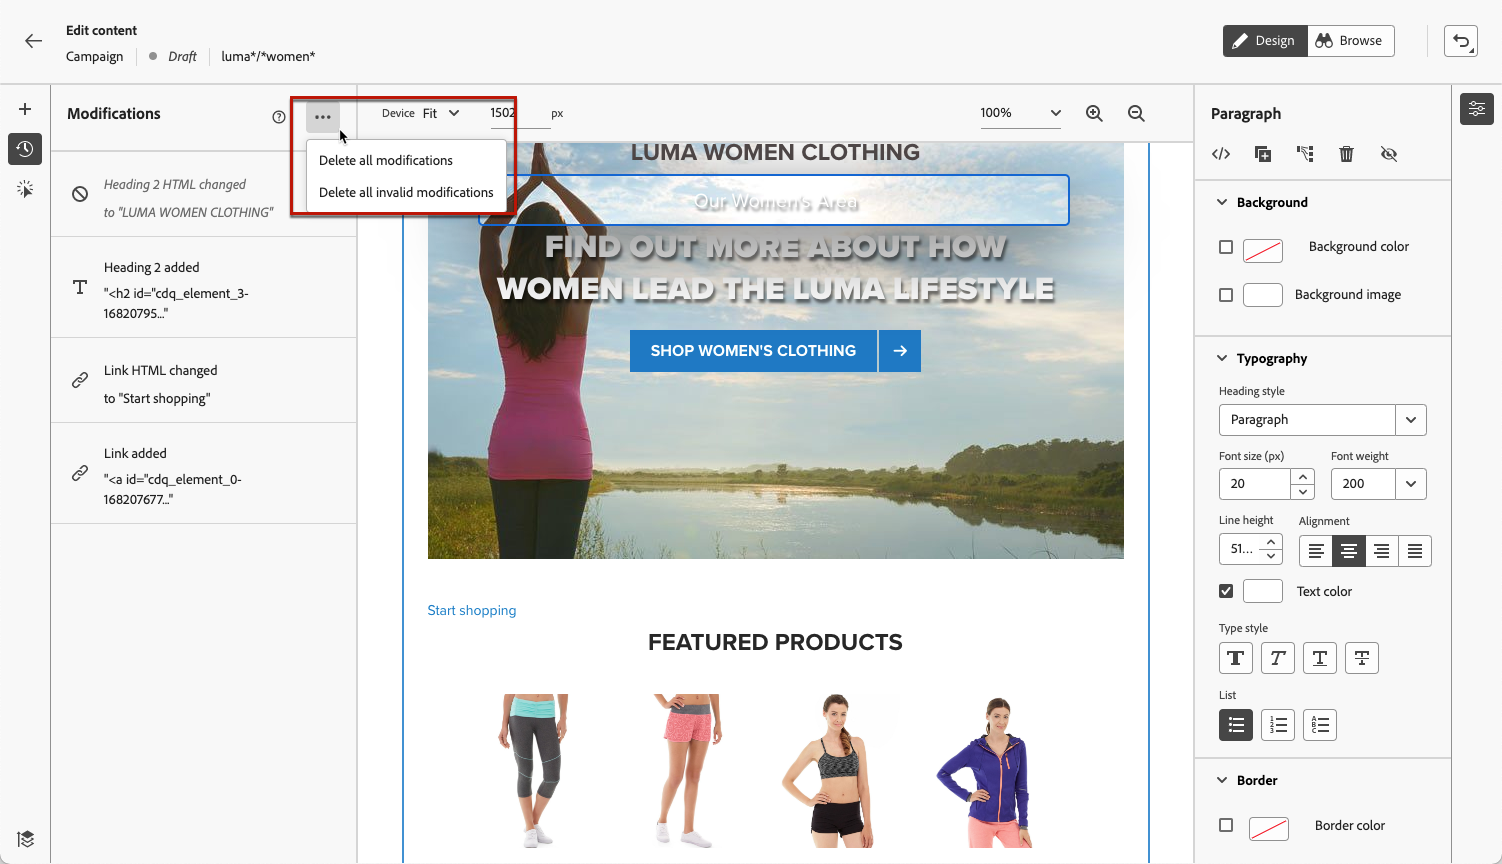 Edit content
Campaign
Draft
luma*/*women*
Design
Browse
Modifications
Device
Fit
1502
px
100%
Delete all modifications
Delete all invalid modifications
Heading 2 HTML changed
to "LUMA WOMEN CLOTHING"
Heading 2 added
"<h2 id="cdq_element_3-
16820795..."
Link HTML changed
to "Start shopping"
Link added
"<a id="cdq_element_0-
168207677..."
LUMA WOMEN CLOTHING
Our Women's Area
FIND OUT MORE ABOUT HOW
WOMEN LEAD THE LUMA LIFESTYLE
SHOP WOMEN'S CLOTHING
Start shopping
FEATURED PRODUCTS
Paragraph
Background
Background color
Background image
Typography
Heading style
Paragraph
Font size (px)
Font weight
20
200
Line height
Alignment
51...
Text color
Type style
T T T T
List
Border
Border color